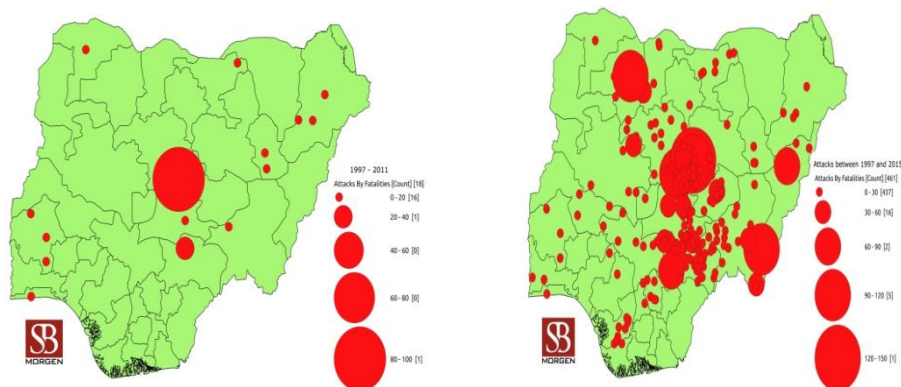 1997 - 2011
Attacks By Fatalities [Count] [18]
0 - 20 [16]
20 - 40 [1]
40 - 60 [0]
60 - 80 [0]
80 - 100 [1]
SB
MORGEN
Attacks between 1997 and 2015
Attacks By Fatalities [Count] [461]
0 - 30 [437]
30 - 60 [16]
60 - 90 [2]
90 - 120 [5]
120 - 150 [1]
SB
MORGEN